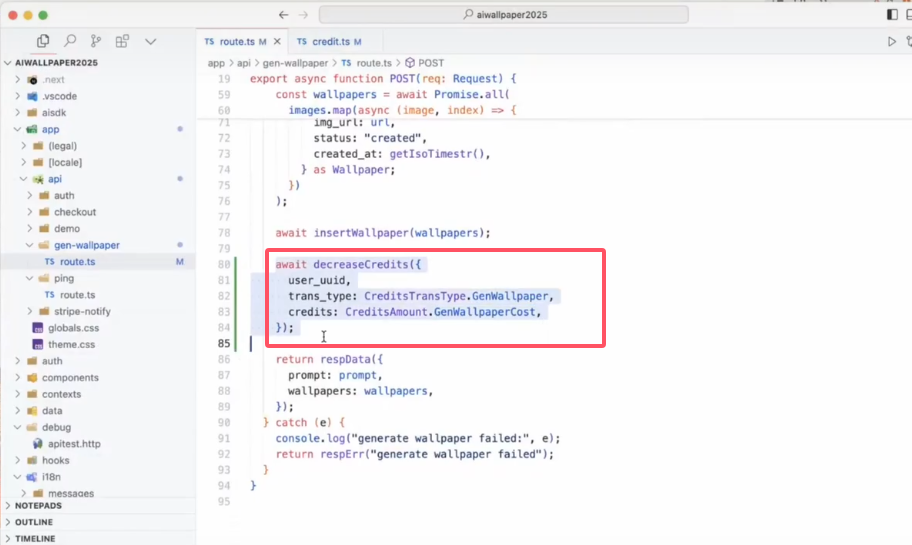 aiwallpaper2025
AIWALLPAPER2025
.next
.vscode
aisdk
app
(legal)
[locale]
api
auth
checkout
demo
gen-wallpaper
TS route.ts M
ping
TS route.ts
stripe-notify
globals.css
theme.css
auth
components
contexts
data
debug
apitest.http
hooks
i18n
messages
NOTEPADS
OUTLINE
TIMELINE
TS route.ts M TS credit.ts M
app > api > gen-wallpaper > TS route.ts > POST
19 export async function POST(req: Request) {
59 const wallpapers = await Promise.all(
60 images.map(async (image, index) => {
71 img_url: url,
72 status: "created",
73 created_at: getIsoTimestr(),
74 } as Wallpaper;
75 })
76 );
77
78 await insertWallpaper(wallpapers);
79
80 await decreaseCredits({
81 user_uuid,
82 trans_type: CreditsTransType.GenWallpaper,
83 credits: CreditsAmount.GenWallpaperCost,
84 });
85
86 return respData({
87 prompt: prompt,
88 wallpapers: wallpapers,
89 });
90 } catch (e) {
91 console.log("generate wallpaper failed:", e);
92 return respErr("generate wallpaper failed");
93 }
94 }
95